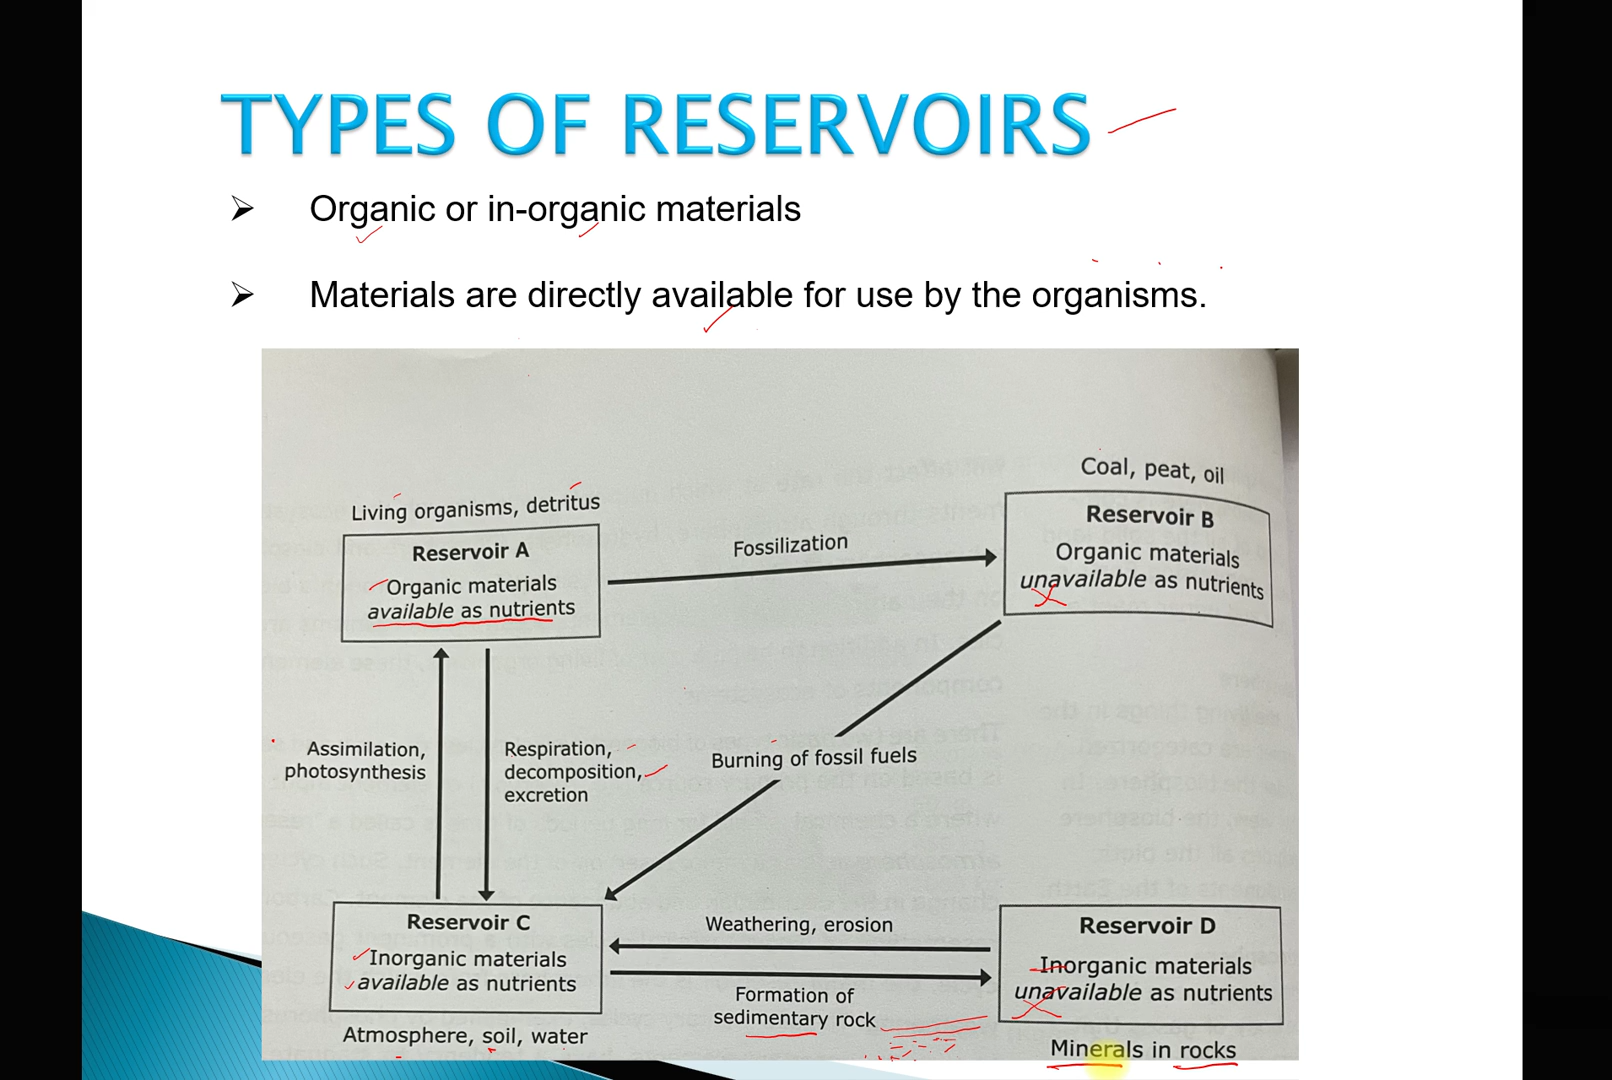 TYPES OF RESERVOIRS
Organic or in-organic materials
Materials are directly available for use by the organisms.
Coal, peat, oil
Living organisms, detritus
Reservoir B
Organic materials
unavailable as nutrients
Reservoir A
Organic materials
available as nutrients
Fossilization
Assimilation,
photosynthesis
Respiration,
decomposition,
excretion
Burning of fossil fuels
Reservoir C
Inorganic materials
available as nutrients
Atmosphere, soil, water
Weathering, erosion
Formation of
sedimentary rock
Reservoir D
Inorganic materials
unavailable as nutrients
Minerals in rocks